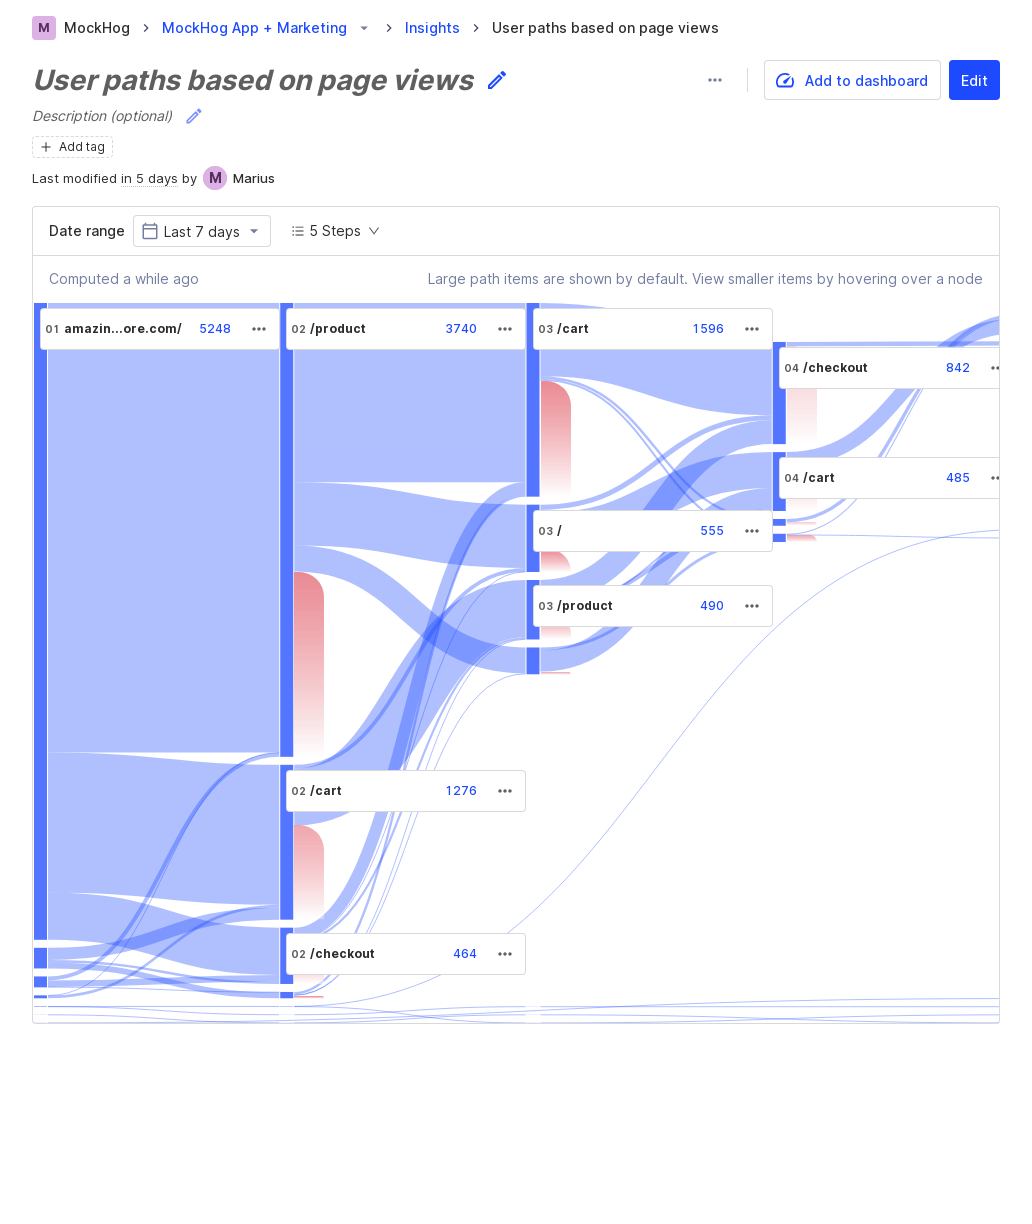 M MockHog MockHog App + Marketing Insights User paths based on page views
User paths based on page views
Add to dashboard Edit
Description (optional)
Add tag
Last modified in 5 days by M Marius
Date range Last 7 days 5 Steps
Computed a while ago Large path items are shown by default. View smaller items by hovering over a node
01 amazin...ore.com/ 5248
02 /product 3740
03 /cart 1596
04 /checkout 842
04 /cart 485
03 / 555
03 /product 490
02 /cart 1276
02 /checkout 464